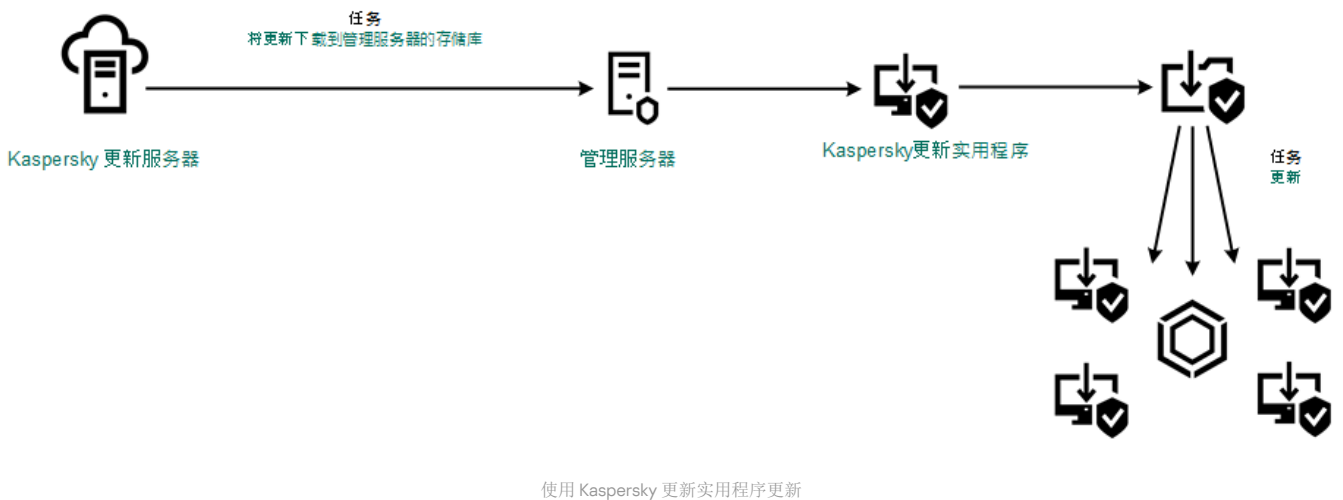 任务
将更新下载到管理服务器的存储库
Kaspersky 更新服务器
管理服务器
Kaspersky更新实用程序
任务
更新
使用 Kaspersky 更新实用程序更新